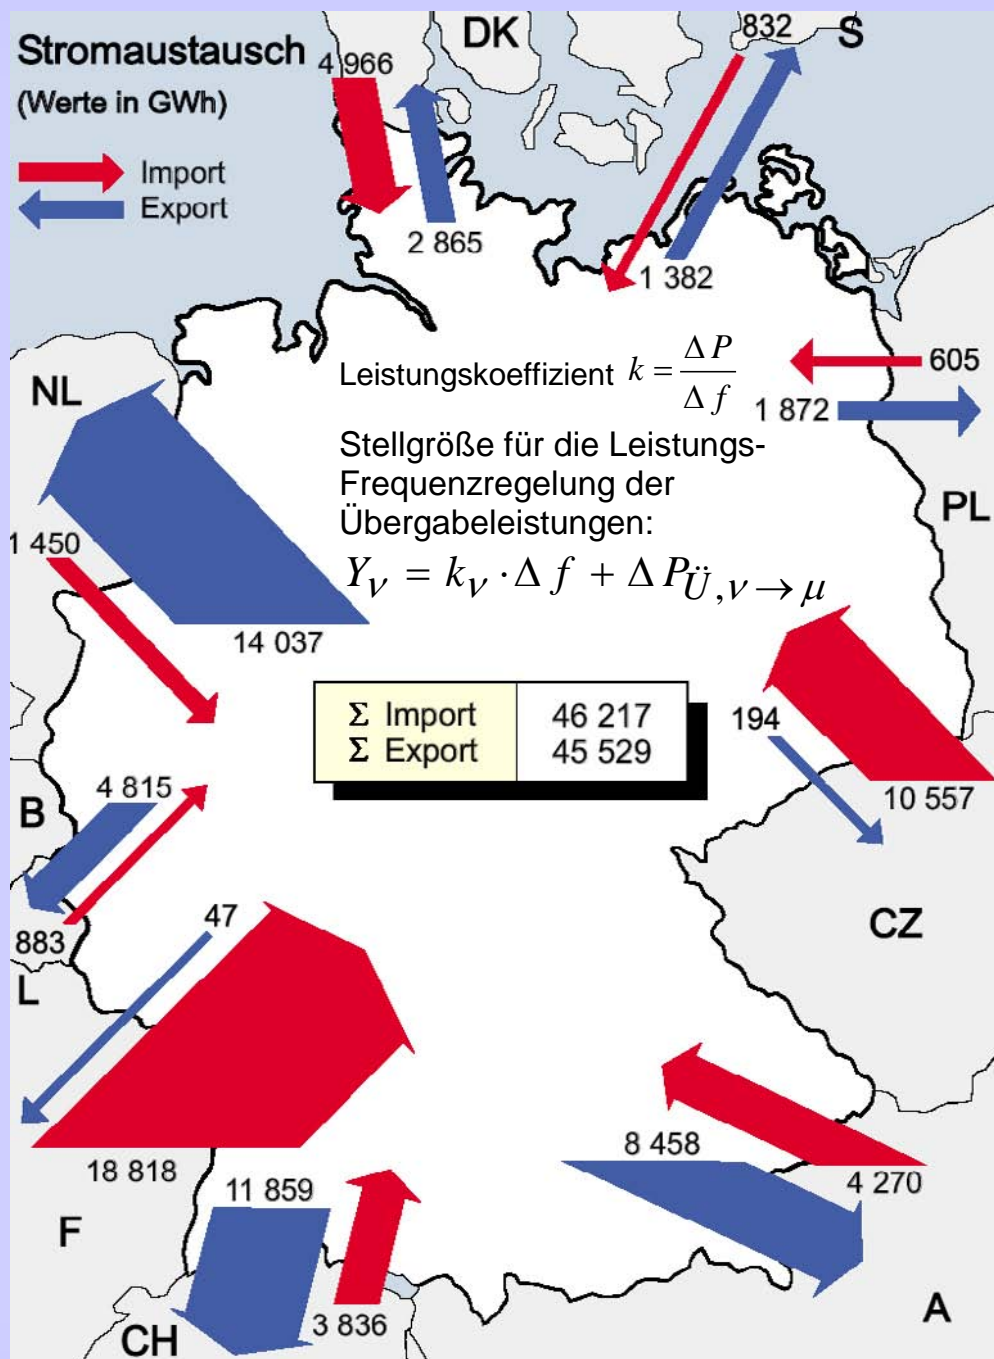 DK
832
S
Stromaustausch
4 966
(Werte in GWh)
Import
Export
2 865
1 382
Leistungskoeffizient k = ΔP / Δf
605
NL
1 872
Stellgröße für die Leistungs-
Frequenzregelung der
Übergabeleistungen:
PL
1 450
Yν = kν · Δf + ΔPÜ,ν→μ
14 037
Σ Import 46 217
Σ Export 45 529
194
4 815
10 557
B
47
CZ
883
L
8 458
18 818
4 270
11 859
F
3 836
A
CH